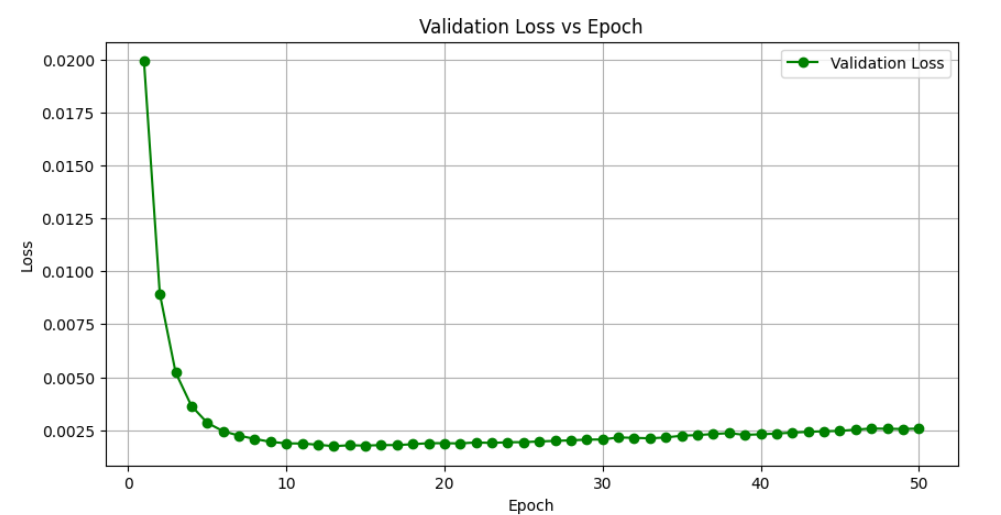 Validation Loss vs Epoch
Validation Loss
0.0200
0.0175
0.0150
0.0125
0.0100
0.0075
0.0050
0.0025
Loss
0 10 20 30 40 50
Epoch